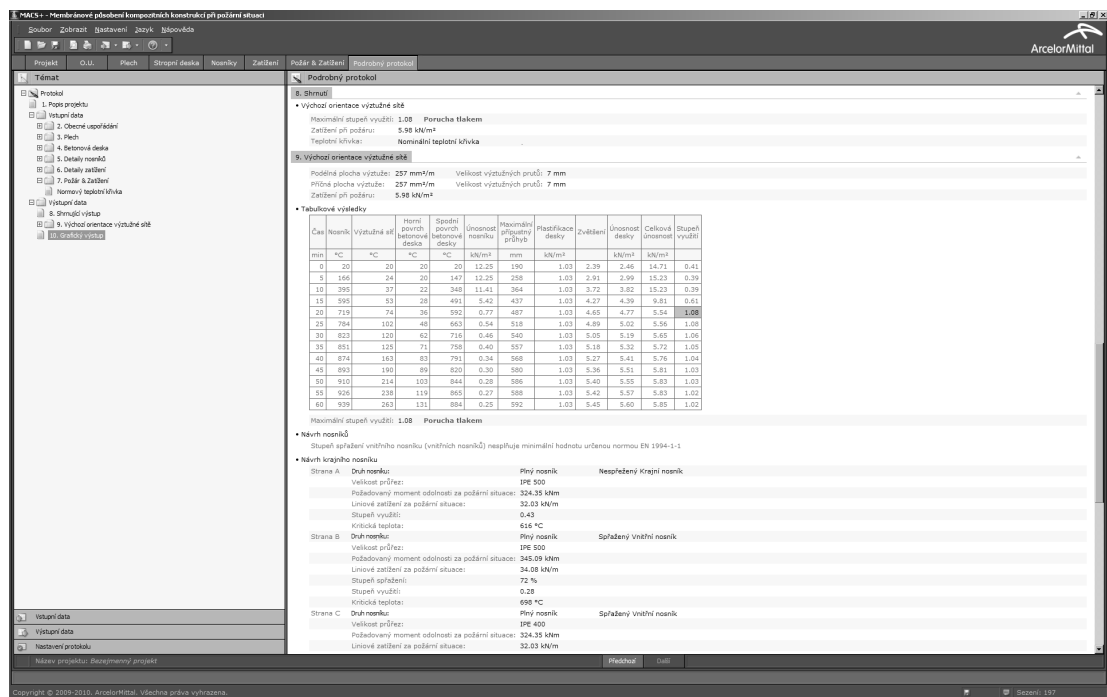 MACS+ - Membránové působení kompozitních konstrukcí při požární situaci
Soubor Zobrazit Nastavení Jazyk Nápověda
ArcelorMittal
Projekt O.U. Plech Stropní deska Nosníky Zatížení Požár & Zatížení Podrobný protokol
Témat
Protokol
1. Popis projektu
Vstupní data
2. Obecné uspořádání
3. Plech
4. Betonová deska
5. Detaily nosníků
6. Detaily zatížení
7. Požár & Zatížení
Normový teplotní křivka
Výstupní data
8. Shrnující výstup
9. Výchozí orientace výztužné sítě
10. Grafický výstup
Vstupní data
Výstupní data
Nastavení protokolu
Podrobný protokol
8. Shrnutí
• Výchozí orientace výztužné sítě
Maximální stupeň využití: 1.08 Porucha tlakem
Zatížení při požáru: 5.98 kN/m²
Teplotní křivka: Nominální teplotní křivka
9. Výchozí orientace výztužné sítě
Podélná plocha výztuže: 257 mm²/m Velikost výztužných prutů: 7 mm
Příčná plocha výztuže: 257 mm²/m Velikost výztužných prutů: 7 mm
Zatížení při požáru: 5.98 kN/m²
• Tabulkové výsledky
Čas Nosník Výztužná síť Horní povrch betonové deska Spodní povrch betonové desky Únosnost nosníku Maximální přípustný průhyb Plastifikace desky Zvětšení Únosnost desky Celková únosnost Stupeň využití
min °C °C °C °C kN/m² mm kN/m² kN/m² kN/m²
0 20 20 20 20 12.25 190 1.03 2.39 2.46 14.71 0.41
5 166 24 20 147 12.25 258 1.03 2.91 2.99 15.23 0.39
10 395 37 22 348 11.41 364 1.03 3.72 3.82 15.23 0.39
15 595 53 28 491 5.42 437 1.03 4.27 4.39 9.81 0.61
20 719 74 36 592 0.77 487 1.03 4.65 4.77 5.54 1.08
25 784 102 48 663 0.54 518 1.03 4.89 5.02 5.56 1.08
30 823 120 62 716 0.46 540 1.03 5.05 5.19 5.65 1.06
35 851 125 71 758 0.40 557 1.03 5.18 5.32 5.72 1.05
40 874 163 83 791 0.34 568 1.03 5.27 5.41 5.76 1.04
45 893 190 89 820 0.30 580 1.03 5.36 5.51 5.81 1.03
50 910 214 103 844 0.28 586 1.03 5.40 5.55 5.83 1.03
55 926 238 119 865 0.27 588 1.03 5.42 5.57 5.83 1.02
60 939 263 131 884 0.25 592 1.03 5.45 5.60 5.85 1.02
Maximální stupeň využití: 1.08 Porucha tlakem
• Návrh nosníků
Stupeň spřažení vnitřního nosníku (vnitřních nosníků) nesplňuje minimální hodnotu určenou normou EN 1994-1-1
• Návrh krajního nosníku
Strana A Druh nosníku: Plný nosník Nespřežený Krajní nosník
Velikost průřez: IPE 500
Požadovaný moment odolnosti za požární situace: 324.35 kNm
Liniové zatížení za požární situace: 32.03 kN/m
Stupeň využití: 0.43
Kritická teplota: 616 °C
Strana B Druh nosníku: Plný nosník Spřažený Vnitřní nosník
Velikost průřez: IPE 500
Požadovaný moment odolnosti za požární situace: 345.09 kNm
Liniové zatížení za požární situace: 34.08 kN/m
Stupeň spřažení: 72 %
Stupeň využití: 0.28
Kritická teplota: 698 °C
Strana C Druh nosníku: Plný nosník Spřažený Vnitřní nosník
Velikost průřez: IPE 400
Požadovaný moment odolnosti za požární situace: 324.35 kNm
Liniové zatížení za požární situace: 32.03 kN/m
Název projektu: Bezejmenný projekt
Předchozí Další
Copyright © 2009-2010. ArcelorMittal. Všechna práva vyhrazena.
Sezení: 197